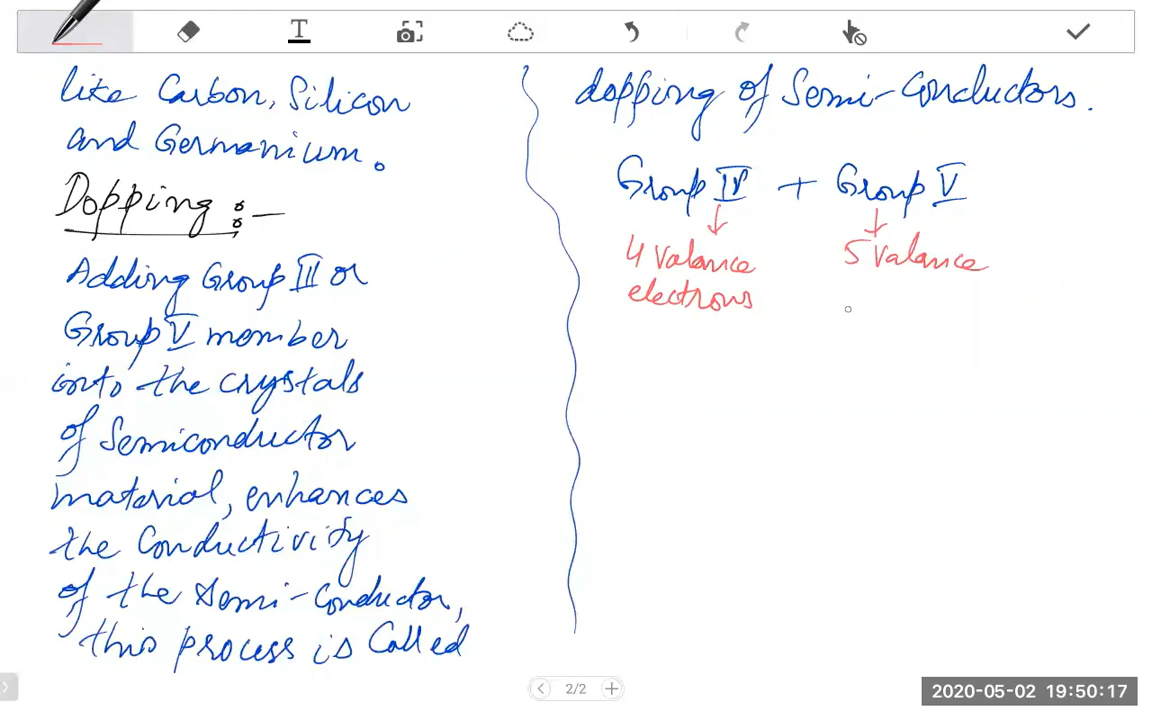 T
like Carbon, Silicon
and Germanium.
Dopping :-
Adding Group III or
Group V member
into the crystals
of Semiconductor
material, enhances
the Conductivity
of the Semi-Conductor,
this process is Called
dopping of Semi-Conductors.
Group IV + Group V
4 Valance
electrons
5 Valance
2/2
2020-05-02 19:50:17